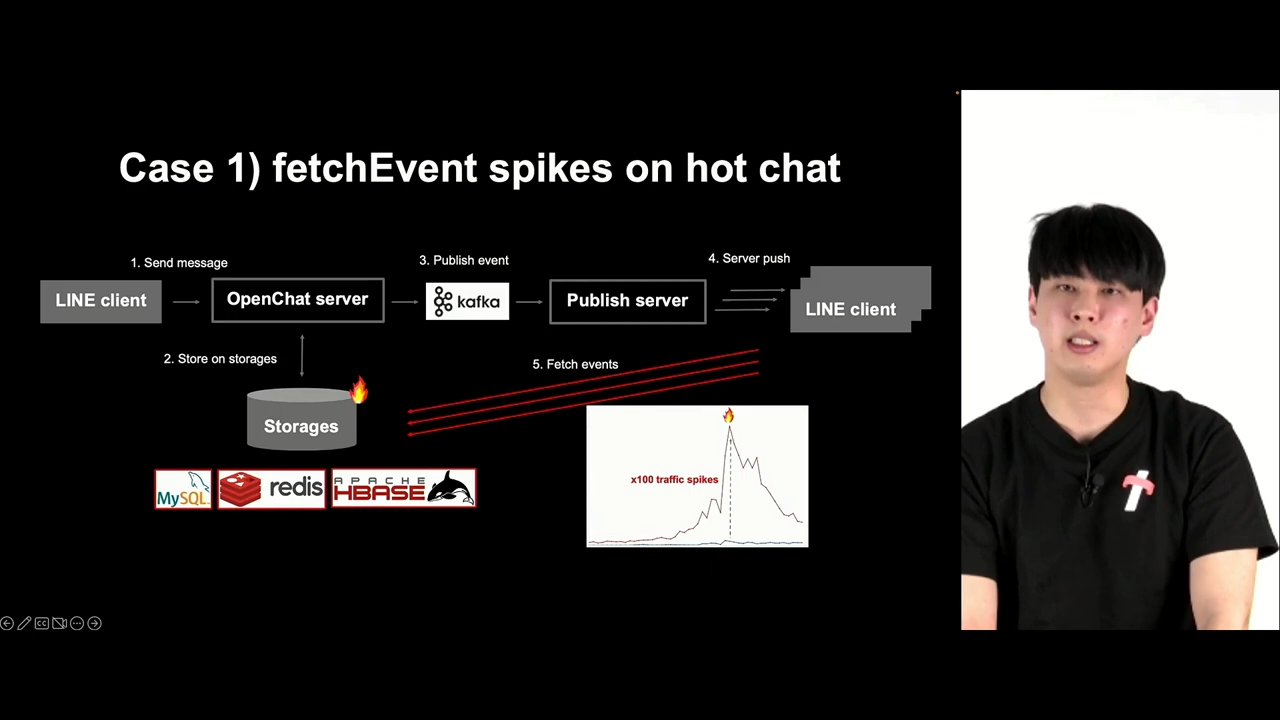 Case 1) fetchEvent spikes on hot chat
1. Send message
3. Publish event
4. Server push
LINE client
OpenChat server
kafka
Publish server
LINE client
2. Store on storages
5. Fetch events
Storages
x100 traffic spikes
MySQL
redis
APACHE
HBASE
CC